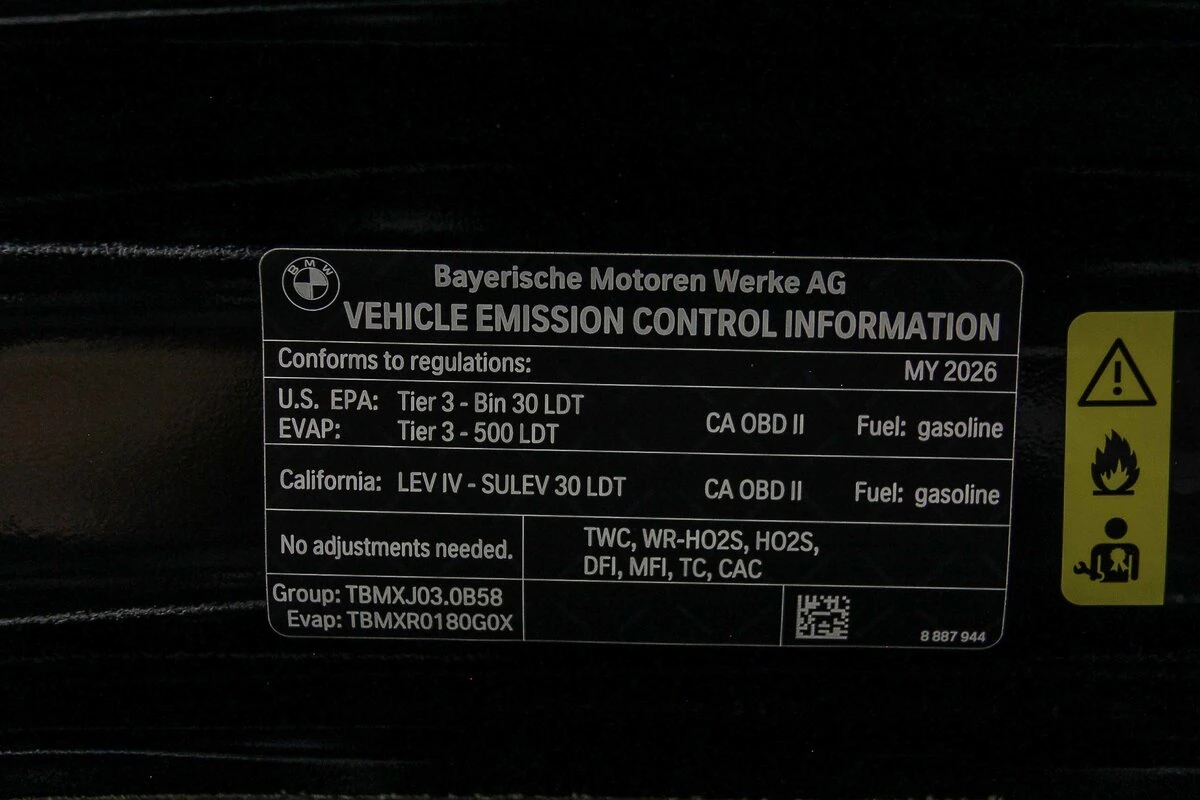 BMW
Bayerische Motoren Werke AG
VEHICLE EMISSION CONTROL INFORMATION
Conforms to regulations: MY 2026
U.S. EPA: Tier 3 - Bin 30 LDT
EVAP: Tier 3 - 500 LDT
CA OBD II Fuel: gasoline
California: LEV IV - SULEV 30 LDT CA OBD II Fuel: gasoline
No adjustments needed.
TWC, WR-HO2S, HO2S,
DFI, MFI, TC, CAC
Group: TBMXJ03.0B58
Evap: TBMXR0180G0X
8 887 944